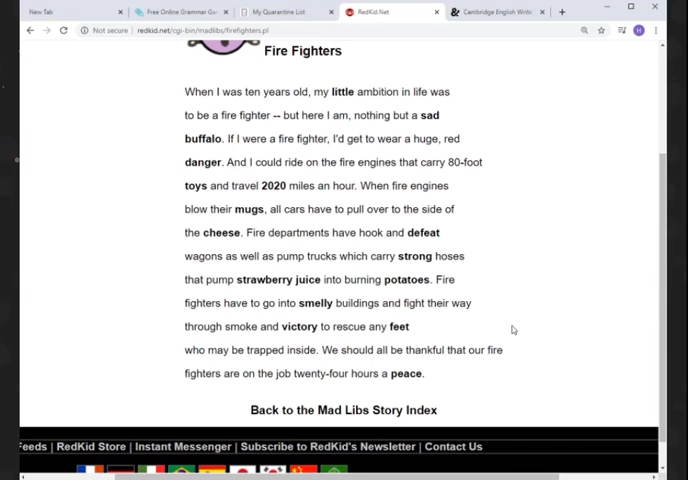 New Tab
Free Online Grammar Gu
My Quarantine List
RedKid.Net
Cambridge English Write
Not secure | redkid.net/cgi-bin/madlibs/firefighters.pl
H
Fire Fighters
When I was ten years old, my little ambition in life was
to be a fire fighter -- but here I am, nothing but a sad
buffalo. If I were a fire fighter, I'd get to wear a huge, red
danger. And I could ride on the fire engines that carry 80-foot
toys and travel 2020 miles an hour. When fire engines
blow their mugs, all cars have to pull over to the side of
the cheese. Fire departments have hook and defeat
wagons as well as pump trucks which carry strong hoses
that pump strawberry juice into burning potatoes. Fire
fighters have to go into smelly buildings and fight their way
through smoke and victory to rescue any feet
who may be trapped inside. We should all be thankful that our fire
fighters are on the job twenty-four hours a peace.
Back to the Mad Libs Story Index
Feeds | RedKid Store | Instant Messenger | Subscribe to RedKid's Newsletter | Contact Us